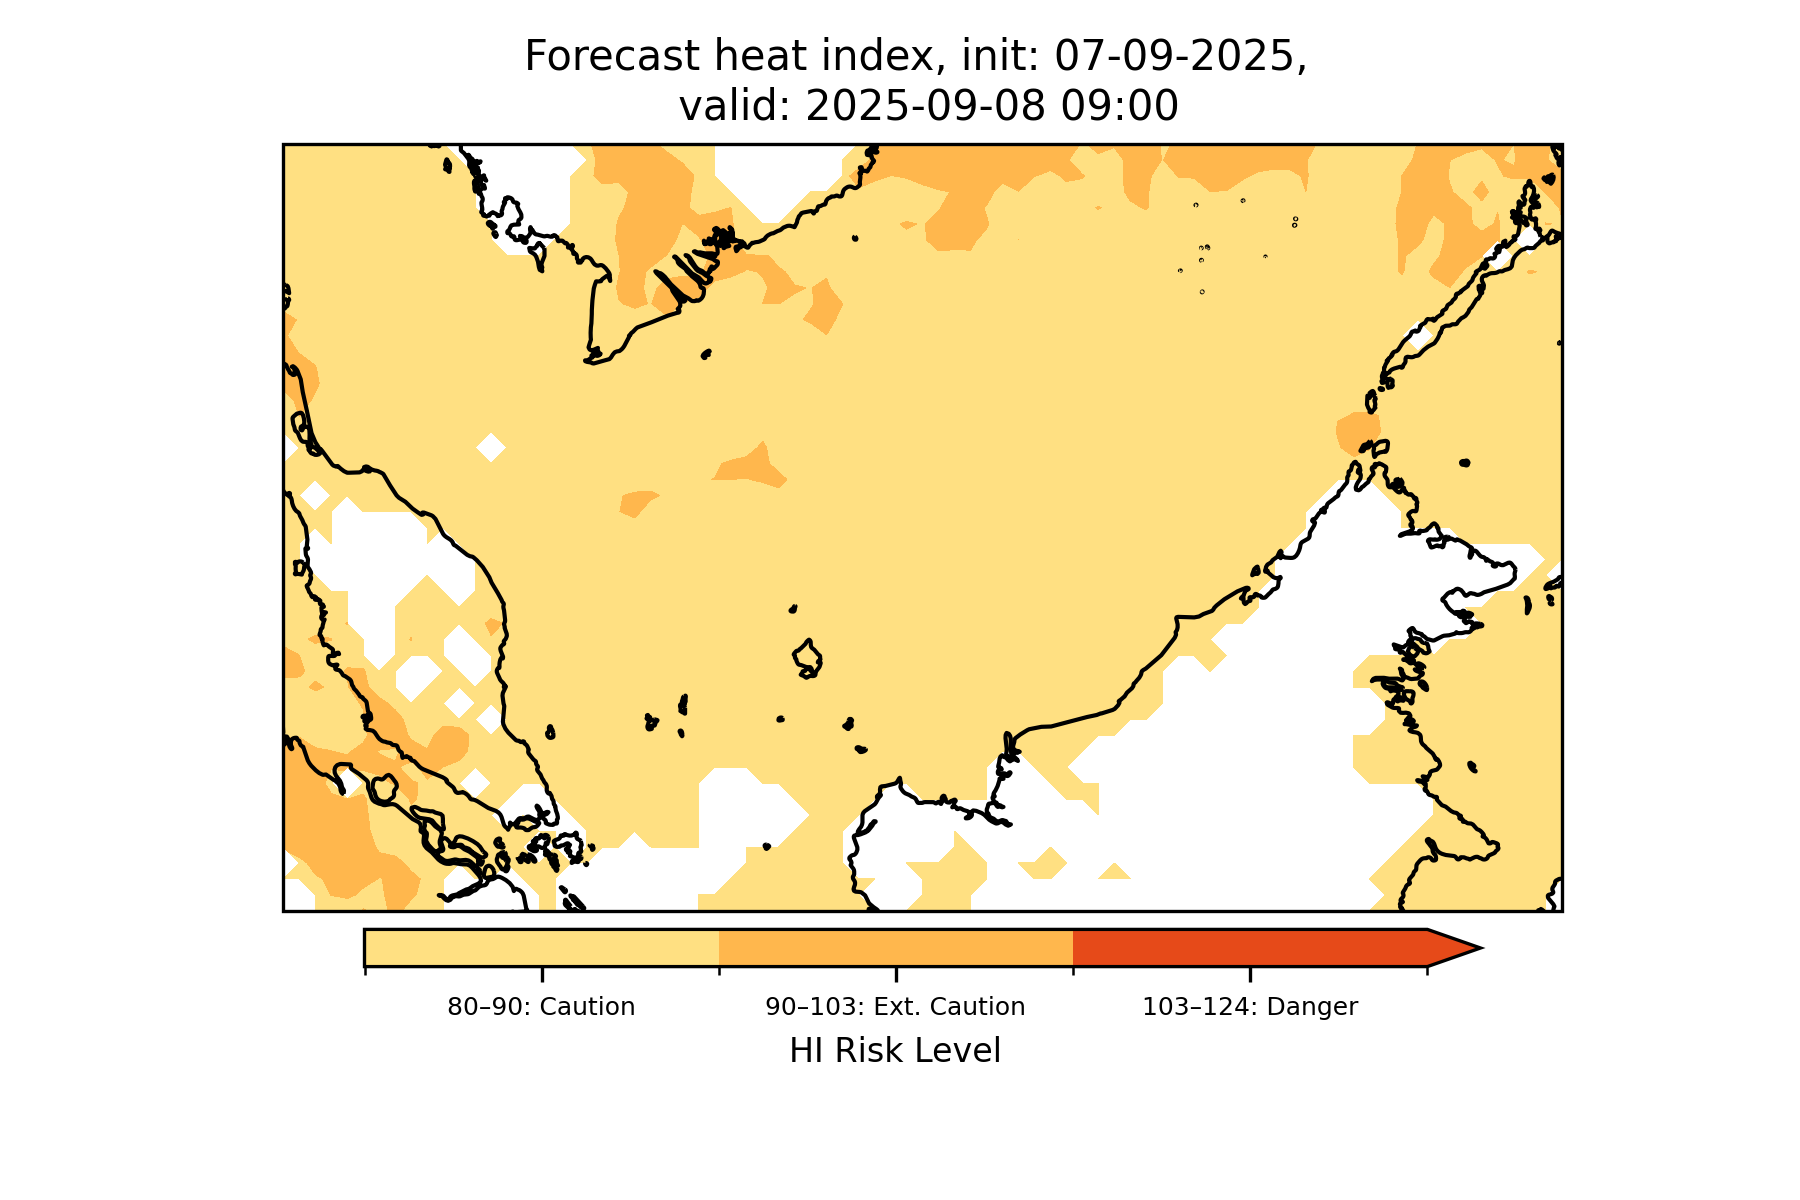 Forecast heat index, init: 07-09-2025,
valid: 2025-09-08 09:00
80–90: Caution
90–103: Ext. Caution
103–124: Danger
HI Risk Level